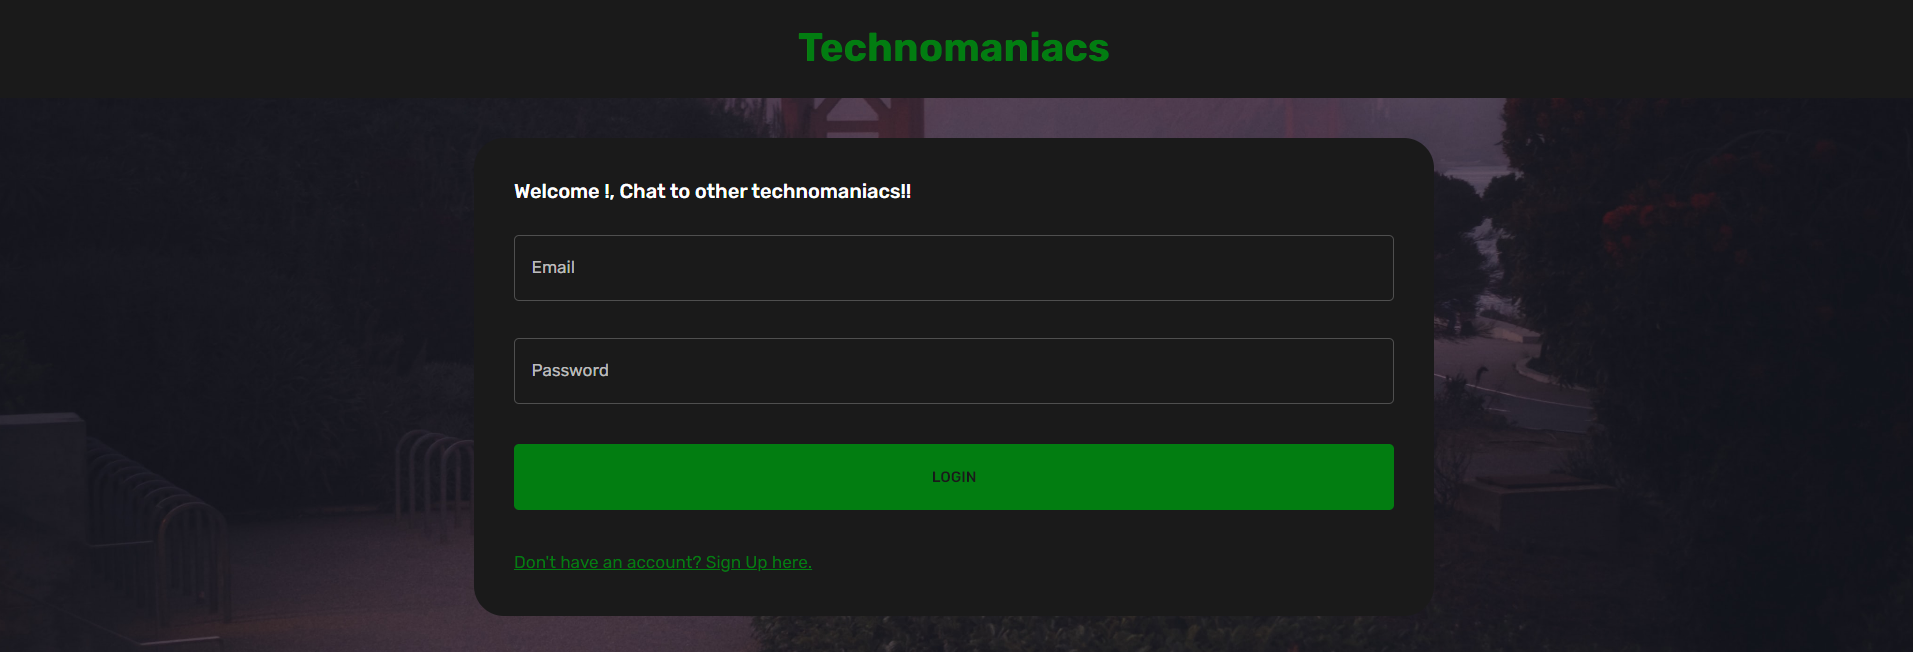 Technomaniacs
Welcome !, Chat to other technomaniacs!!
Email
Password
LOGIN
Don't have an account? Sign Up here.